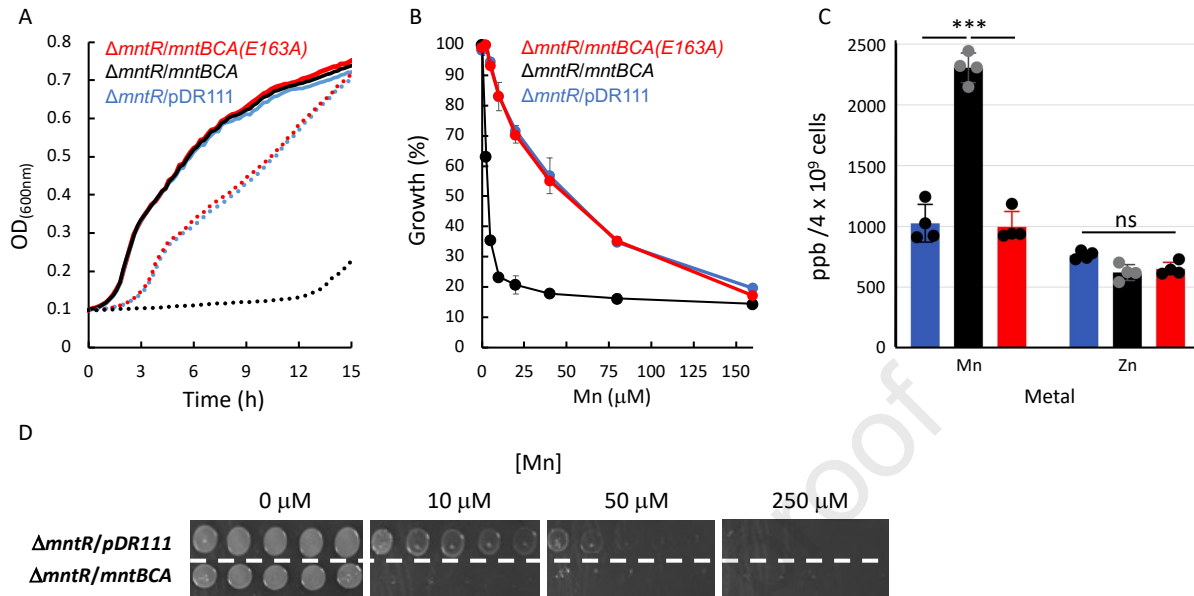 A
ΔmntR/mntBCA(E163A)
ΔmntR/mntBCA
ΔmntR/pDR111
OD(600nm)
0.8
0.7
0.6
0.5
0.4
0.3
0.2
0.1
0
0 3 6 9 12 15
Time (h)
B
ΔmntR/mntBCA(E163A)
ΔmntR/mntBCA
ΔmntR/pDR111
Growth (%)
100
90
80
70
60
50
40
30
20
10
0
0 25 50 75 100 125 150
Mn (μM)
C
***
ns
ppb /4 x 10⁹ cells
2500
2000
1500
1000
500
0
Mn Zn
Metal
D
[Mn]
0 μM 10 μM 50 μM 250 μM
ΔmntR/pDR111
ΔmntR/mntBCA
roof